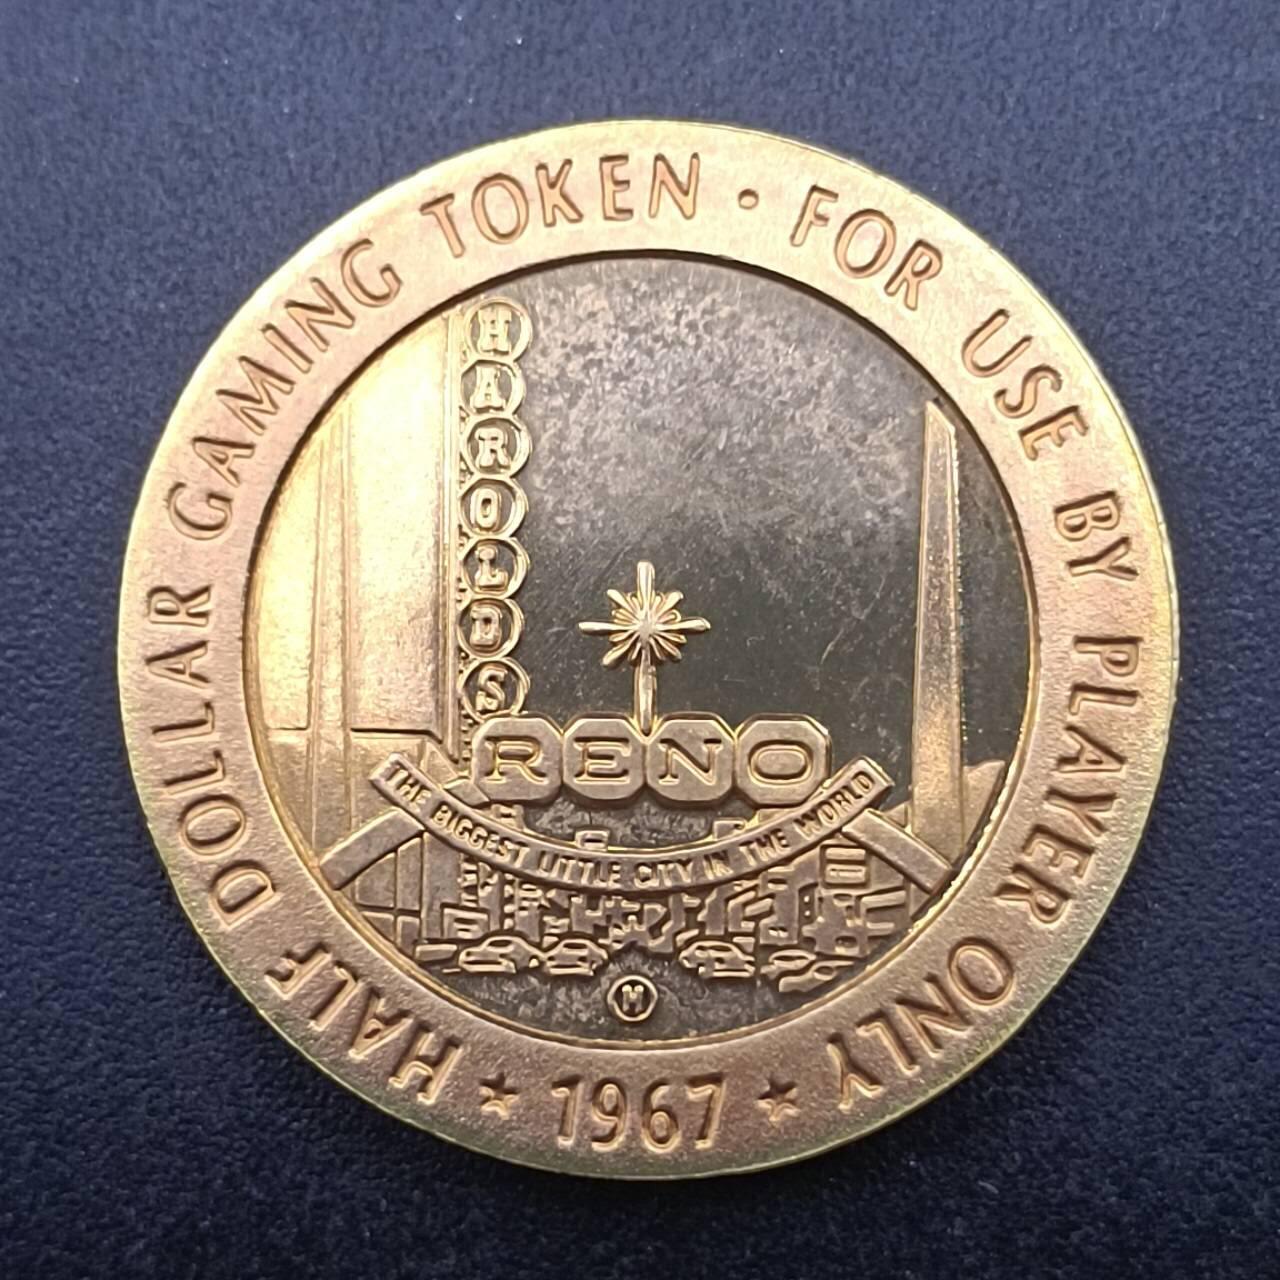 HALF DOLLAR GAMING TOKEN · FOR USE BY PLAYER ONLY
★ 1967 ★
HAROLDS
RENO
THE BIGGEST LITTLE CITY IN THE WORLD
M